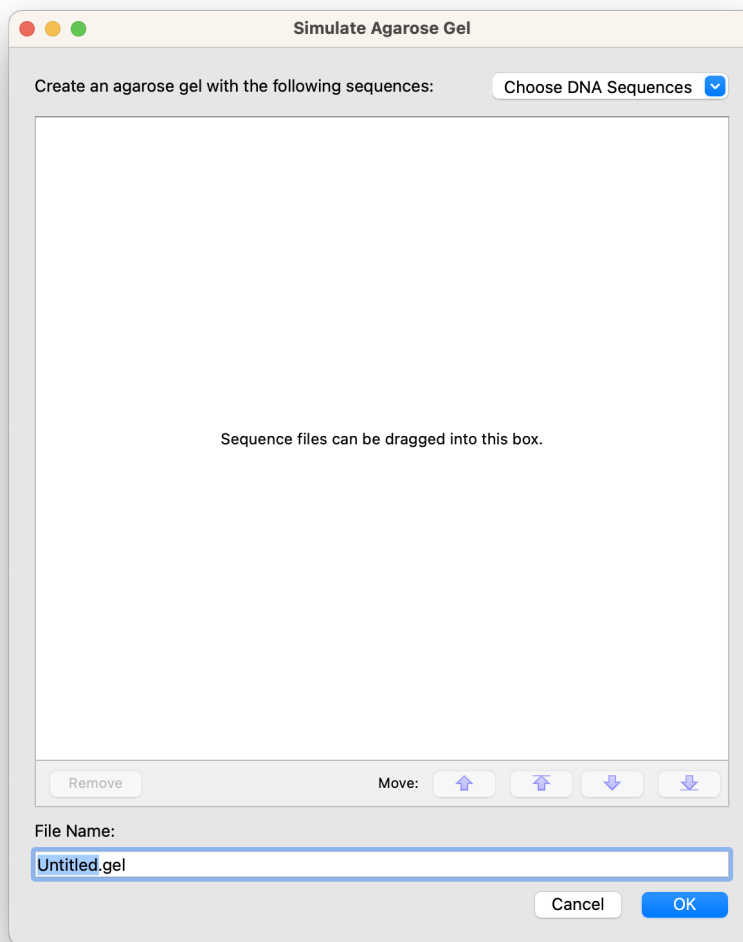 Simulate Agarose Gel
Create an agarose gel with the following sequences: Choose DNA Sequences
Sequence files can be dragged into this box.
Remove Move:
File Name:
Untitled.gel
Cancel OK